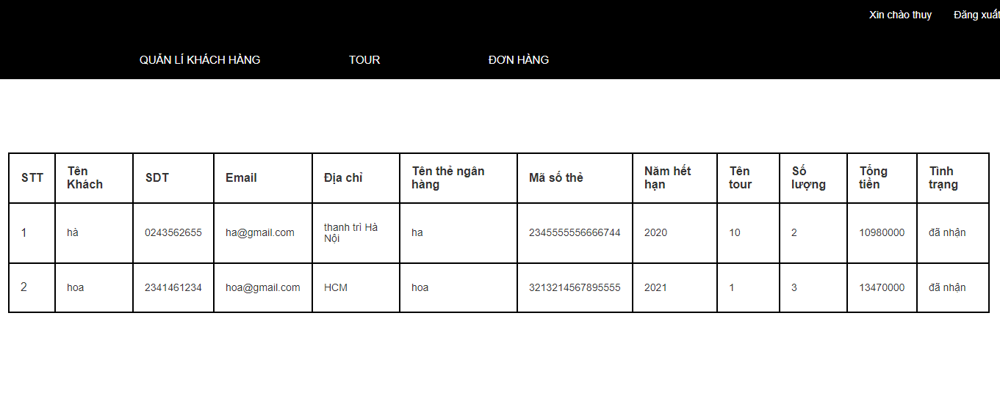 Xin chào thuy Đăng xuất
QUẢN LÍ KHÁCH HÀNG TOUR ĐƠN HÀNG
STT Tên Khách SDT Email Địa chỉ Tên thẻ ngân hàng Mã số thẻ Năm hết hạn Tên tour Số lượng Tổng tiền Tình trạng
1 hà 0243562655 ha@gmail.com thanh trì Hà Nội ha 2345555556666744 2020 10 2 10980000 đã nhận
2 hoa 2341461234 hoa@gmail.com HCM hoa 3213214567895555 2021 1 3 13470000 đã nhận